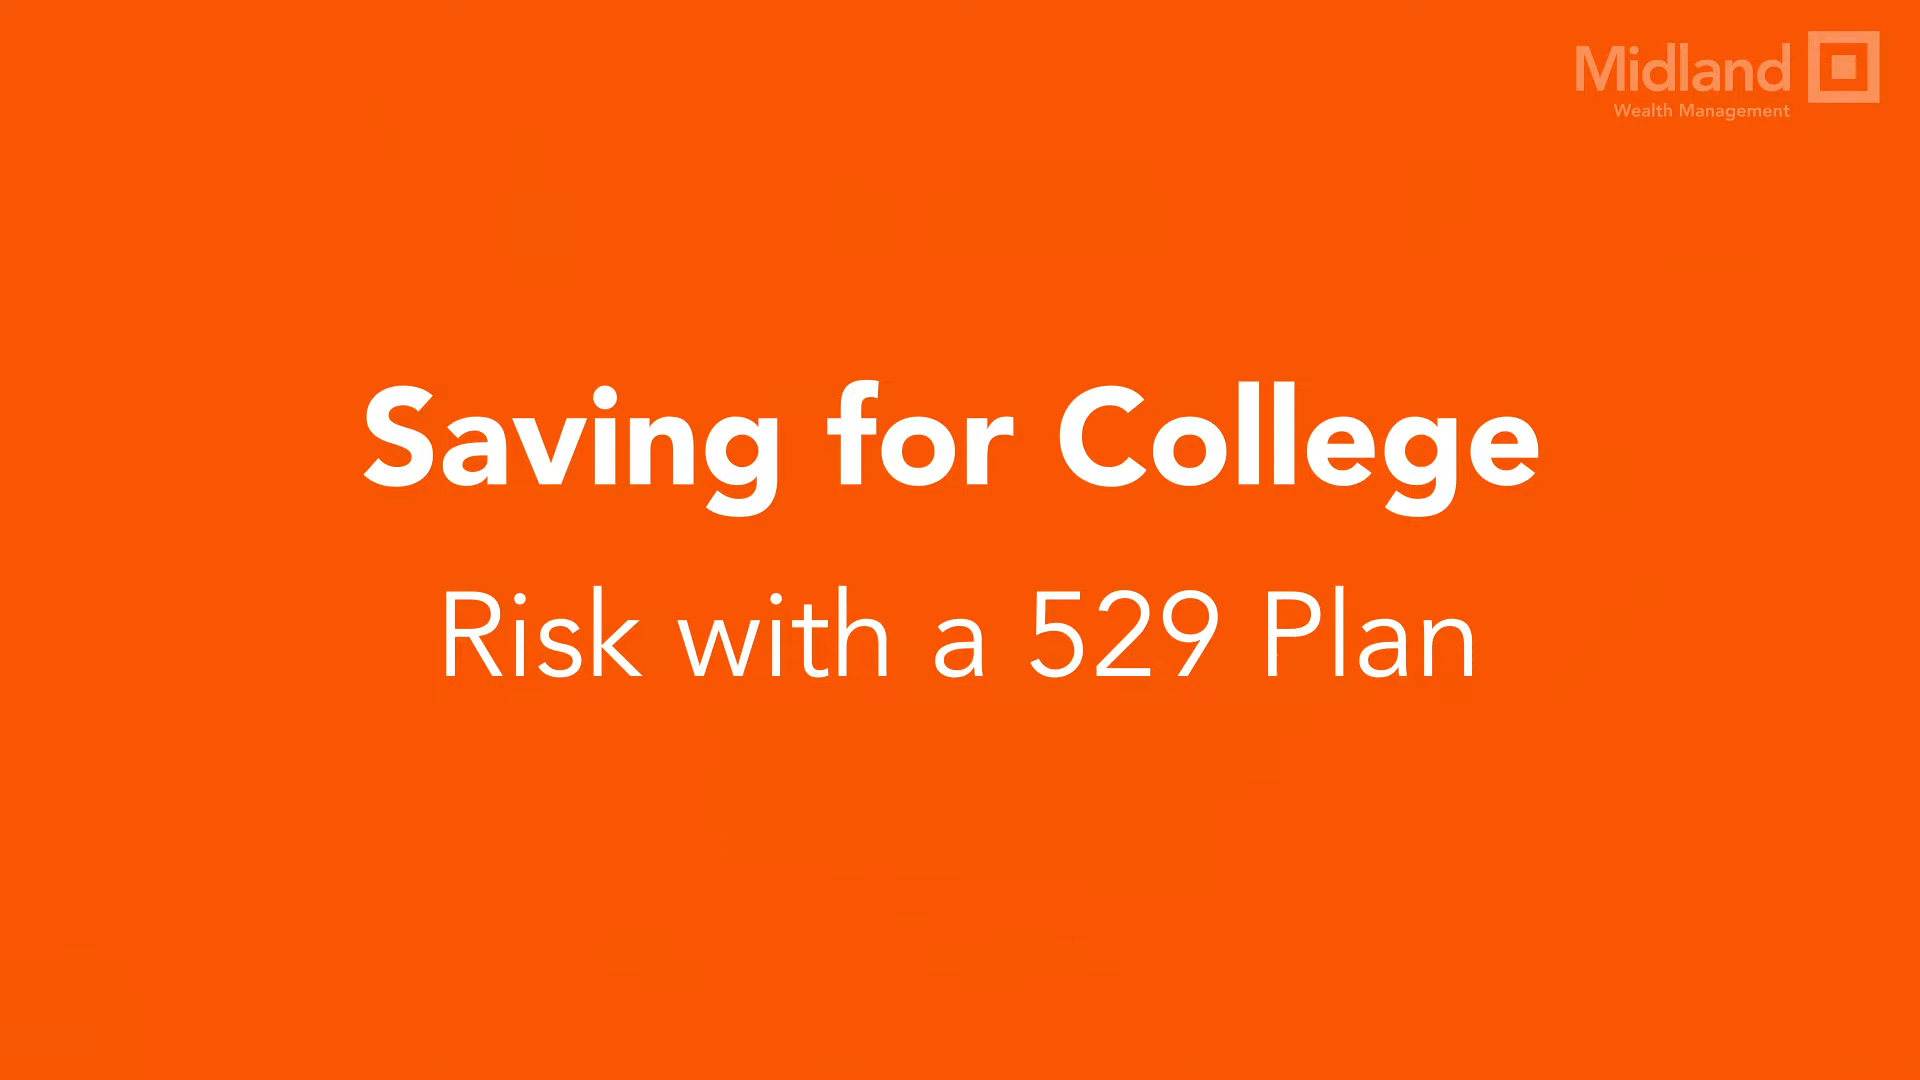 Midland
Wealth Management
Saving for College
Risk with a 529 Plan